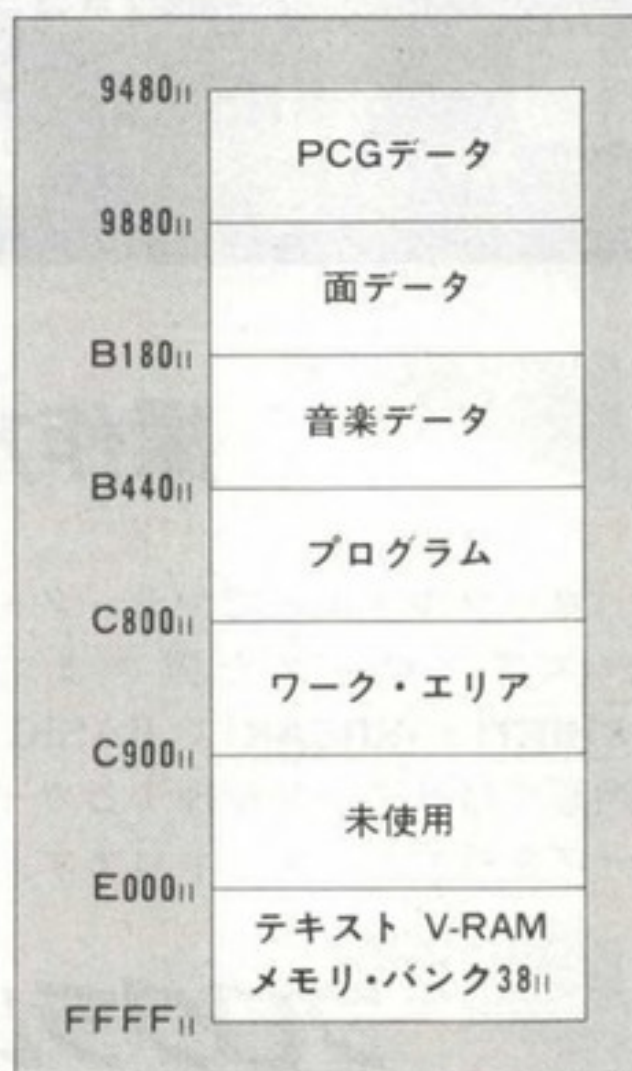 9480H
PCGデータ
9880H
面データ
B180H
音楽データ
B440H
プログラム
C800H
ワーク・エリア
C900H
未使用
E000H
テキスト V-RAM
メモリ・バンク38H
FFFFH